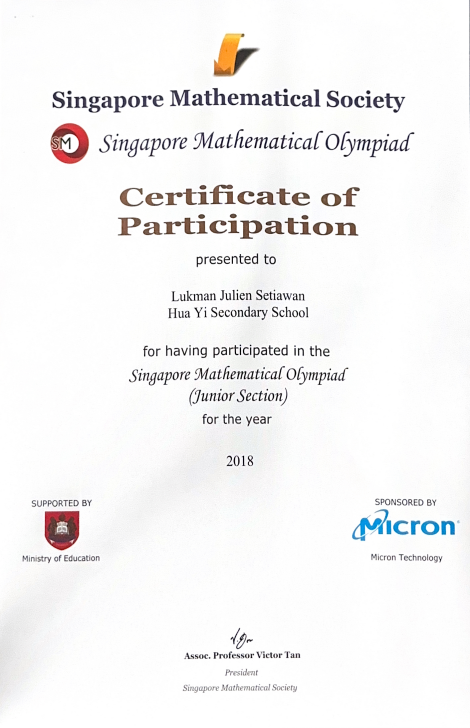 Singapore Mathematical Society
SM
Singapore Mathematical Olympiad
Certificate of
Participation
presented to
Lukman Julien Setiawan
Hua Yi Secondary School
for having participated in the
Singapore Mathematical Olympiad
(Junior Section)
for the year
2018
SUPPORTED BY
Ministry of Education
SPONSORED BY
Micron
Micron Technology
Assoc. Professor Victor Tan
President
Singapore Mathematical Society